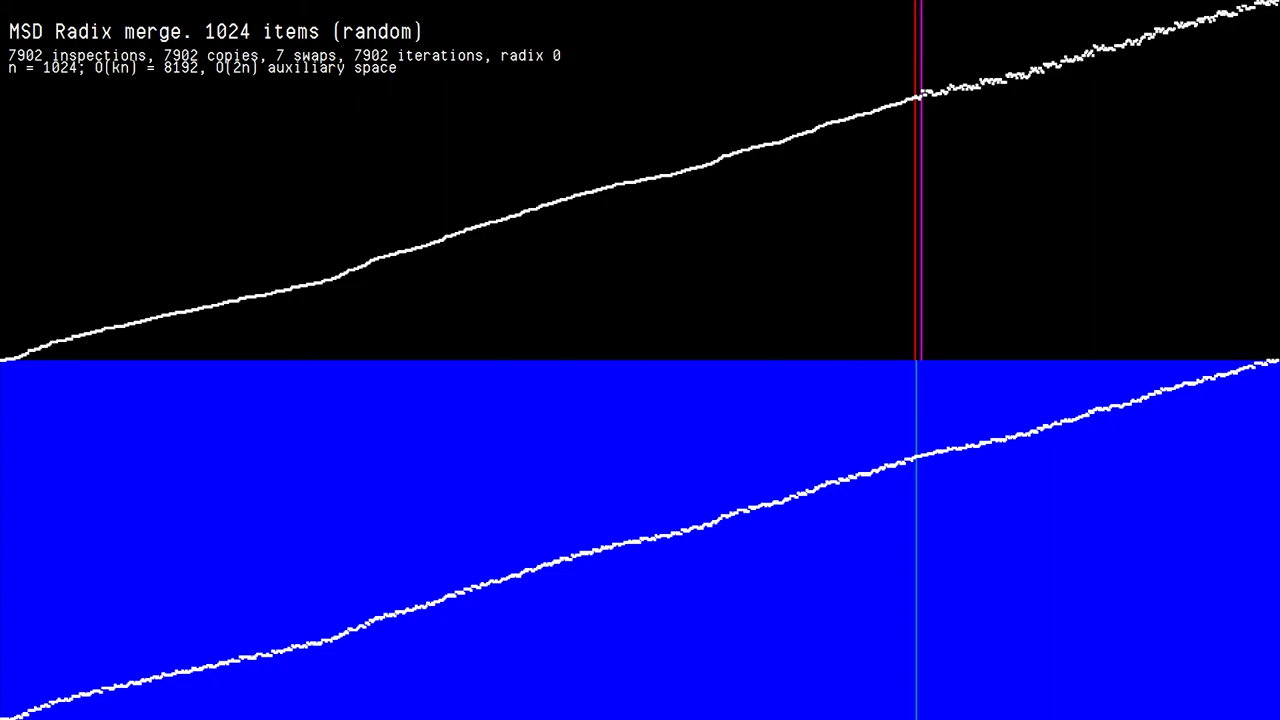 MSD Radix merge. 1024 items (random)
7902 inspections, 7902 copies, 7 swaps, 7902 iterations, radix 0
n = 1024; O(kn) = 8192, O(2n) auxiliary space